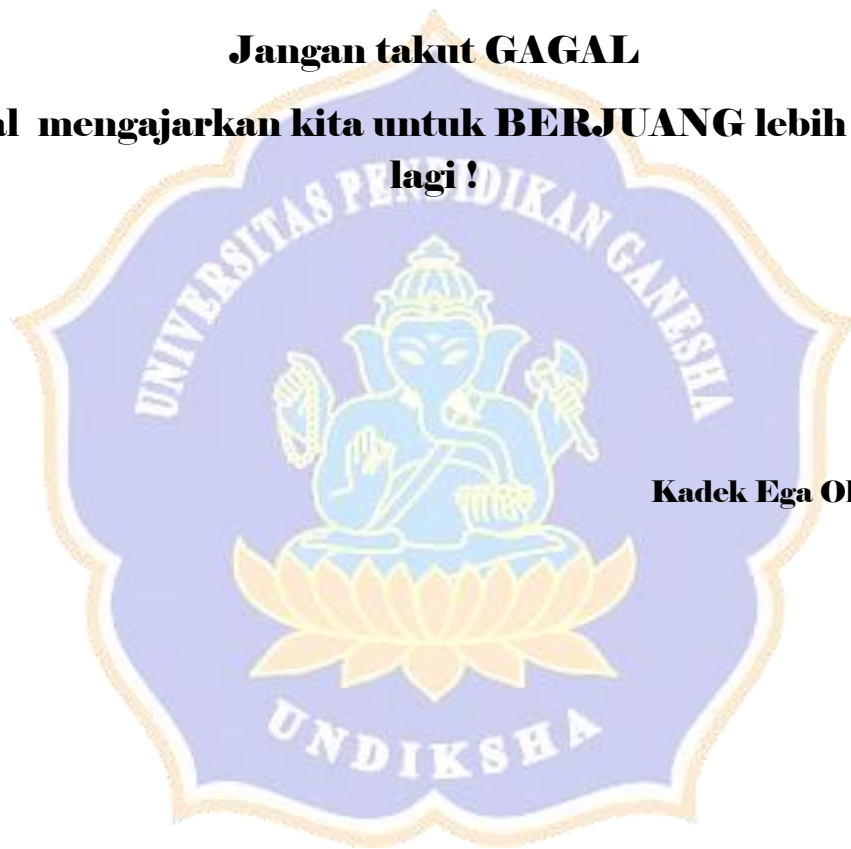 Jangan takut GAGAL
mengajarkan kita untuk BERJUANG lebih
lagi !
UNIVERSITAS PENDIDIKAN GANESHA
Kadek Ega
UNDIKSHA